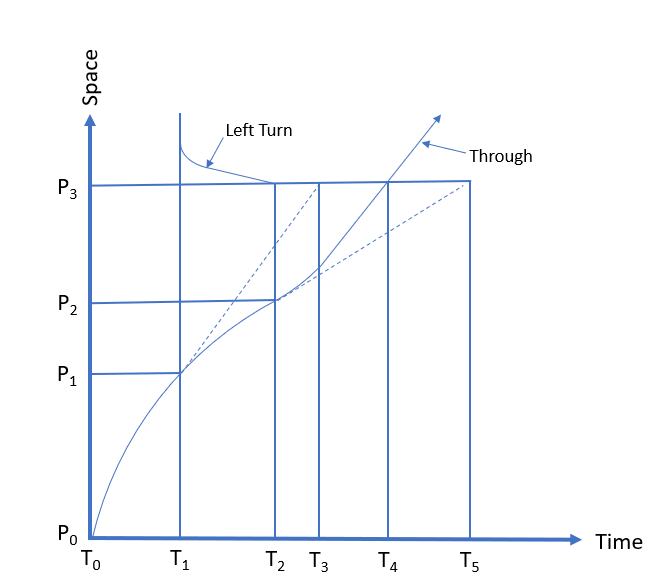 Space
Left Turn
Through
P₃
P₂
P₁
P₀
Time
T₀ T₁ T₂ T₃ T₄ T₅